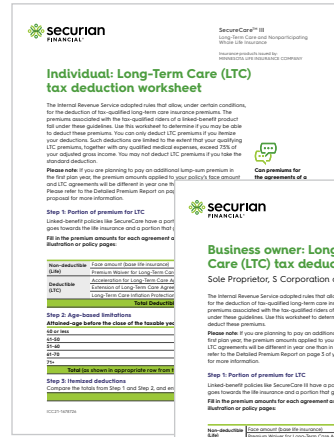 securian
FINANCIAL
SecureCare™ III
Long-Term Care and Nonparticipating
Whole Life Insurance
Insurance products issued by:
MINNESOTA LIFE INSURANCE COMPANY
Individual: Long-Term Care (LTC)
tax deduction worksheet
The Internal Revenue Service adopted rules that allow, under certain conditions,
for the deduction of tax-qualified long-term care insurance premiums. The
premiums associated with the tax-qualified riders of a linked-benefit product
fall under these guidelines. Use this worksheet to determine if you may be able
to deduct these premiums. You can only deduct LTC premiums if you itemize
your deductions. Such deductions are limited to the extent that your qualifying
LTC premiums, together with any qualified medical expenses, exceed 7.5% of
your adjusted gross income. You may not deduct LTC premiums if you take the
standard deduction.
Please note: If you are planning to pay an additional lump-sum premium in
the first plan year, the premium amounts applied to your policy's face amount
and LTC agreements will be different in year one th
Please refer to the Detailed Premium Report on pag
proposal for more information.
Can premiums for
the agreements of a
Step 1: Portion of premium for LTC
Linked-benefit policies like SecureCare have a port
goes towards the life insurance and a portion that g
Fill in the premium amounts for each agreement a
illustration or policy pages:
Non-deductible
(Life)
Face amount (base life insurance)
Premium Waiver for Long-Term Car
Deductible
(LTC)
Acceleration for Long-Term Care Ag
Extension of Long-Term Care Agree
Long-Term Care Inflation Protectio
Total Deductibl
Step 2: Age-based limitations
Attained-age before the close of the taxable yea
40 or less
41-50
51-60
61-70
71+
Total (as shown in appropriate row from t
Step 3: Itemized deductions
Compare the totals from Step 1 and Step 2, and en
securian
FINANCIAL
Business owner: Long
Care (LTC) tax deduc
Sole Proprietor, S Corporation o
The Internal Revenue Service adopted rules that allo
for the deduction of tax-qualified long-term care ins
premiums associated with the tax-qualified riders of
under these guidelines. Use this worksheet to determ
deduct these premiums.
Please note: If you are planning to pay an addition
first plan year, the premium amounts applied to your
LTC agreements will be different in year one than in
refer to the Detailed Premium Report on page 5 of y
for more information.
Step 1: Portion of premium for LTC
Linked-benefit policies like SecureCare III have a po
goes towards the life insurance and a portion that g
Fill in the premium amounts for each agreement a
illustration or policy pages:
Non-deductible
(Life)
Face amount (base life insurance)
Premium Waiver for Long-Term Care A